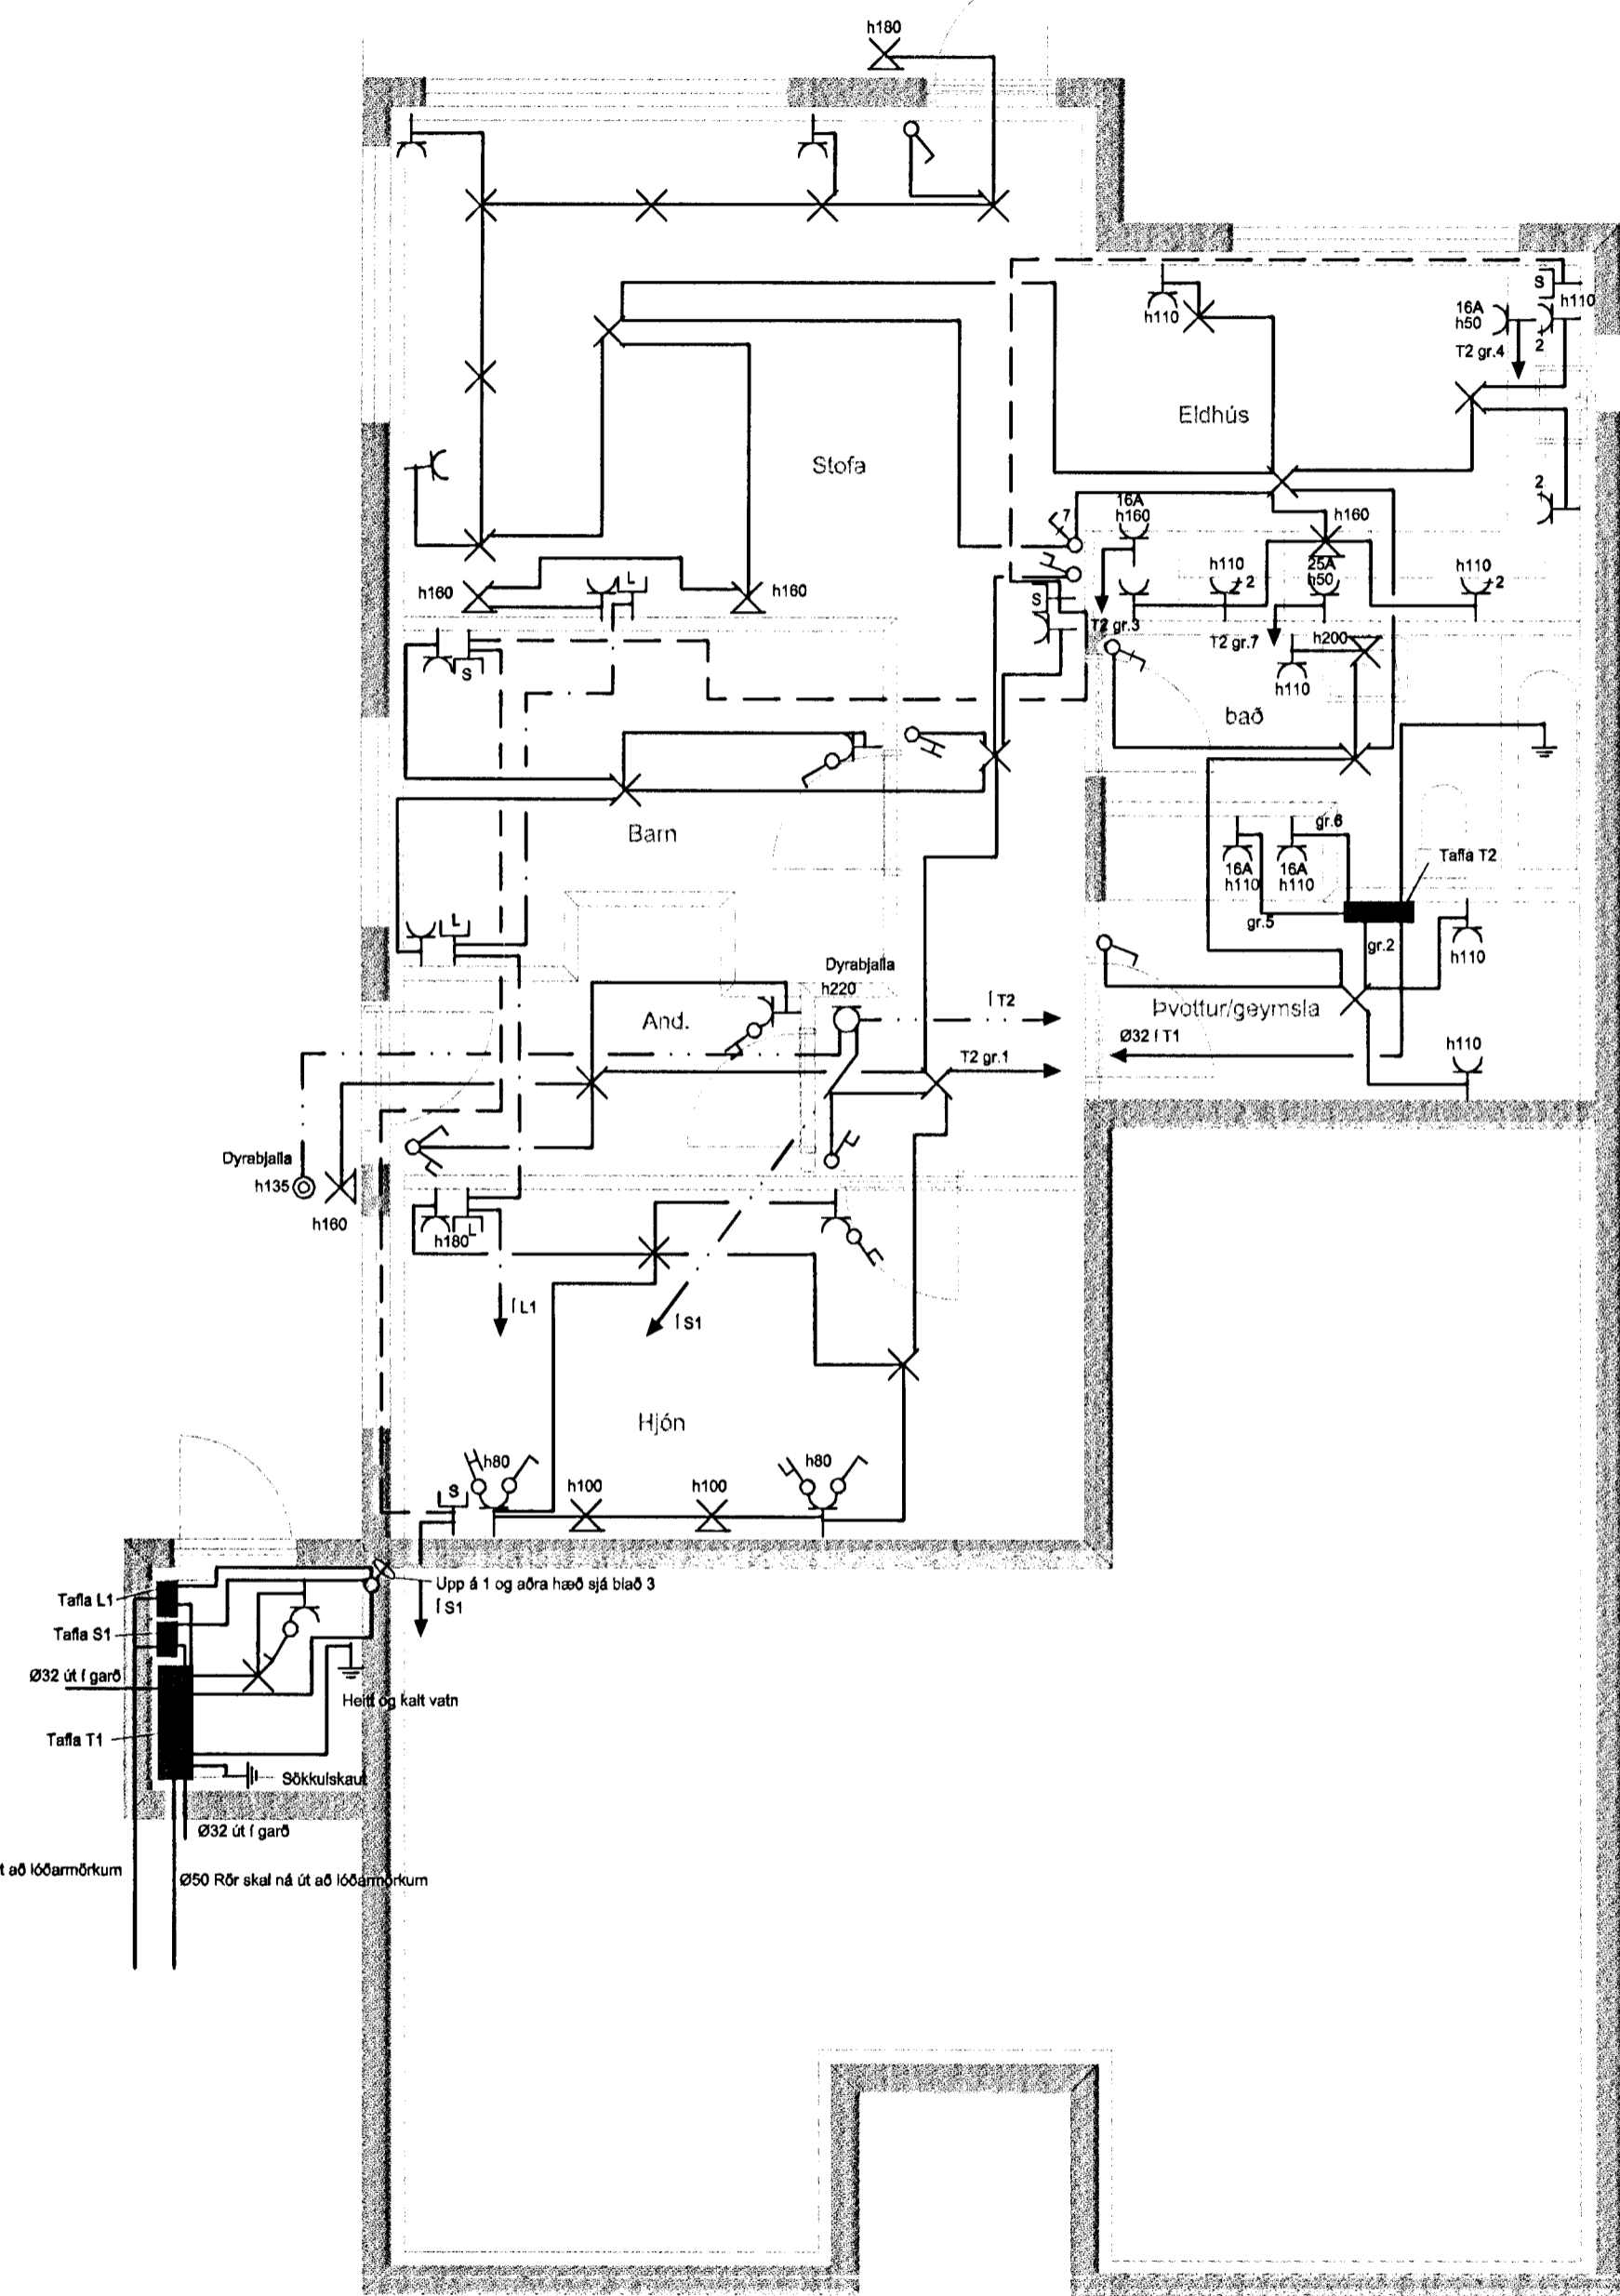 h180
h110
16A
h50
S
h110
T2 gr.4
2
Eldhús
Stofa
2
7
16A
h160
h160
h160
L
h160
S
h110
2
25A
h50
h110
2
T2 gr.3
T2 gr.7
h200
h110
S
bað
Barn
gr.6
Tafla T2
16A
h110
16A
h110
gr.5
gr.2
h110
L
Dyrabjalla
h220
Í T2
And.
Þvottur/geymsla
Ø32 Í T1
h110
T2 gr.1
Dyrabjalla
h135
h160
h180
L
Í L1
Í S1
Hjón
h80
h100
h100
h80
S
Upp á 1 og aðra hæð sjá blað 3
Í S1
Tafla L1
Tafla S1
Ø32 út í garð
Heitt og kalt vatn
Tafla T1
Sökkulskaut
Ø32 út í garð
t að lóðarmörkum
Ø50 Rör skal ná út að lóðarmörkum